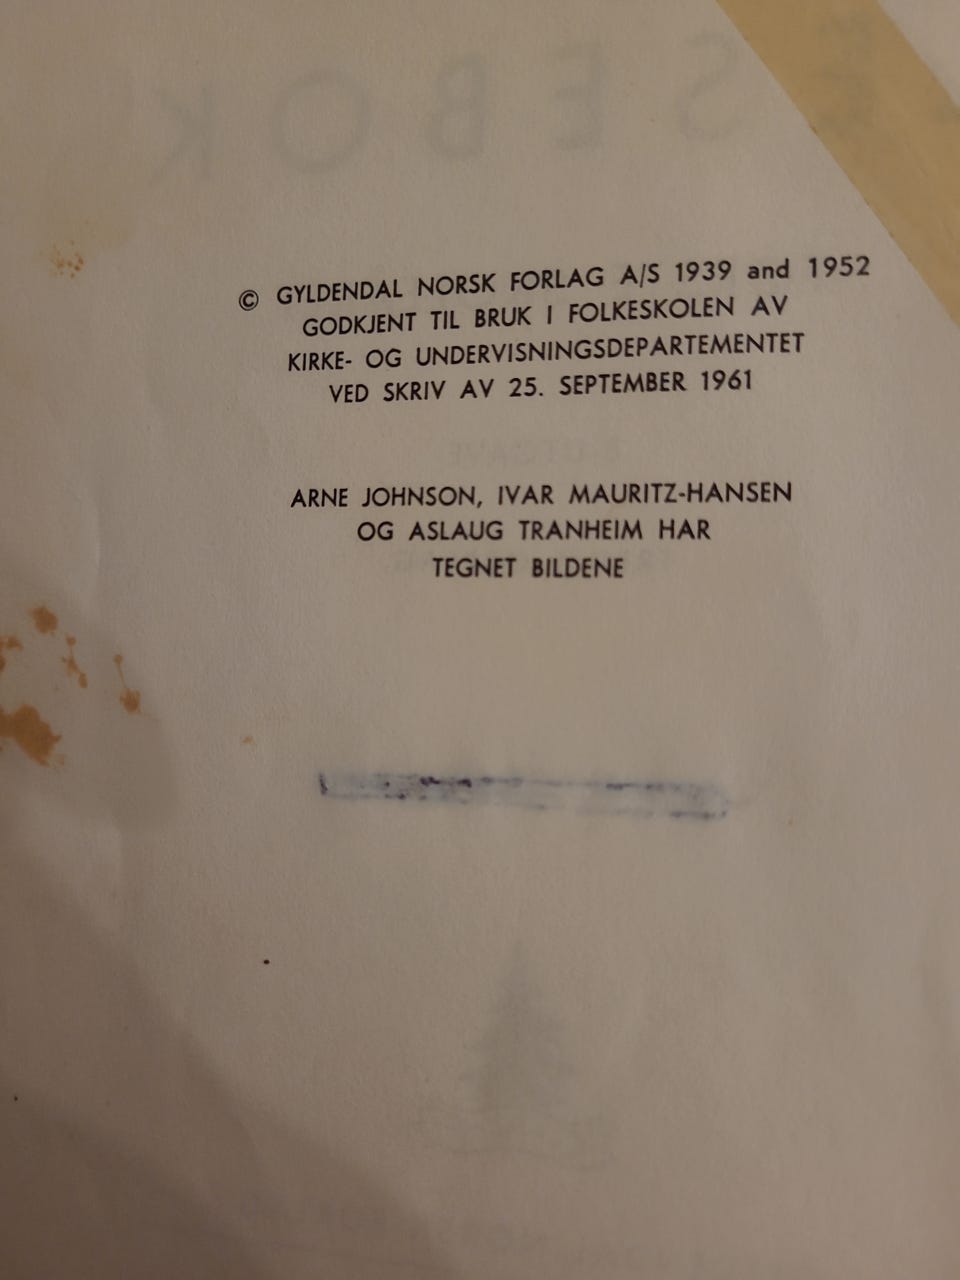 © GYLDENDAL NORSK FORLAG A/S 1939 and 1952
GODKJENT TIL BRUK I FOLKESKOLEN AV
KIRKE- OG UNDERVISNINGSDEPARTEMENTET
VED SKRIV AV 25. SEPTEMBER 1961
ARNE JOHNSON, IVAR MAURITZ-HANSEN
OG ASLAUG TRANHEIM HAR
TEGNET BILDENE